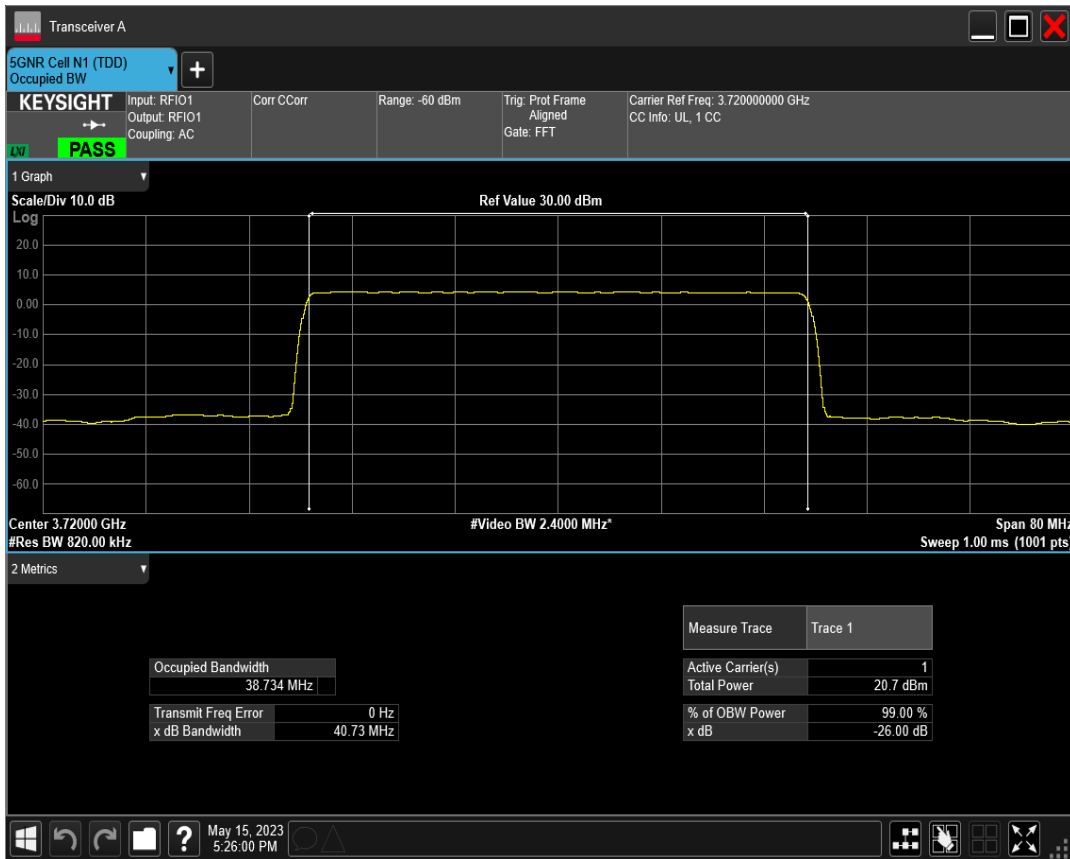 Transceiver A
5GNR Cell N1 (TDD)
Occupied BW
+
KEYSIGHT
LXI
PASS
Input: RFIO1
Output: RFIO1
Coupling: AC
Corr CCorr
Range: -60 dBm
Trig: Prot Frame
Aligned
Gate: FFT
Carrier Ref Freq: 3.720000000 GHz
CC Info: UL, 1 CC
1 Graph
Scale/Div 10.0 dB
Ref Value 30.00 dBm
Log
20.0
10.0
0.00
-10.0
-20.0
-30.0
-40.0
-50.0
-60.0
Center 3.72000 GHz
#Video BW 2.4000 MHz*
Span 80 MHz
#Res BW 820.00 kHz
Sweep 1.00 ms (1001 pts)
2 Metrics
Measure Trace Trace 1
Occupied Bandwidth
38.734 MHz
Active Carrier(s) 1
Total Power 20.7 dBm
Transmit Freq Error 0 Hz
x dB Bandwidth 40.73 MHz
% of OBW Power 99.00 %
x dB -26.00 dB
?
May 15, 2023
5:26:00 PM